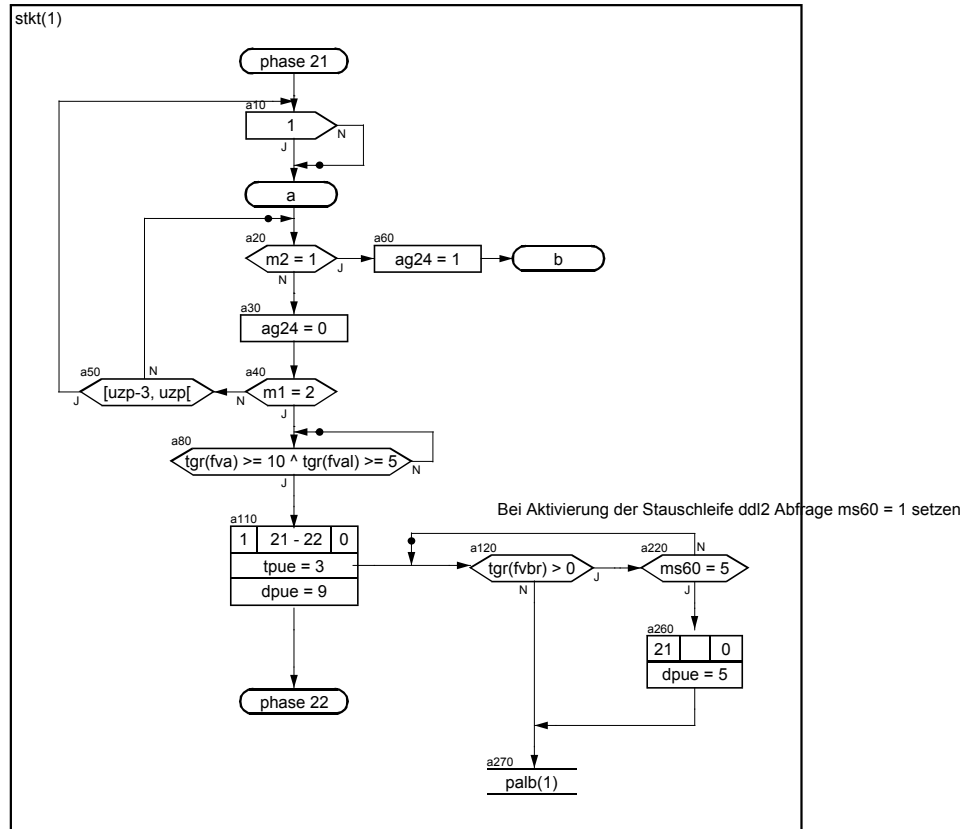 stkt(1)
phase 21
a10
1
N
J
a
a20
m2 = 1
J
N
a60
ag24 = 1
b
a30
ag24 = 0
a50
[uzp-3, uzp[
N
J
a40
m1 = 2
N
J
a80
tgr(fva) >= 10 ^ tgr(fval) >= 5
N
J
Bei Aktivierung der Stauschleife ddl2 Abfrage ms60 = 1 setzen
a110
1 21 - 22 0
tpue = 3
dpue = 9
a120
tgr(fvbr) > 0
J
N
a220
N
ms60 = 5
J
a260
21 0
dpue = 5
phase 22
a270
palb(1)